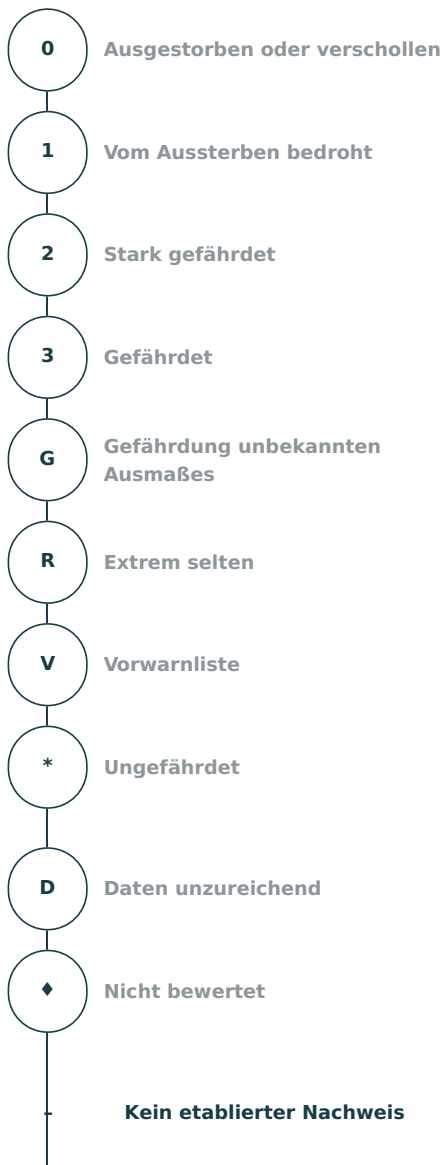 0 Ausgestorben oder verschollen
1 Vom Aussterben bedroht
2 Stark gefährdet
3 Gefährdet
G Gefährdung unbekannten
Ausmaßes
R Extrem selten
V Vorwarnliste
* Ungefährdet
D Daten unzureichend
♦ Nicht bewertet
- Kein etablierter Nachweis